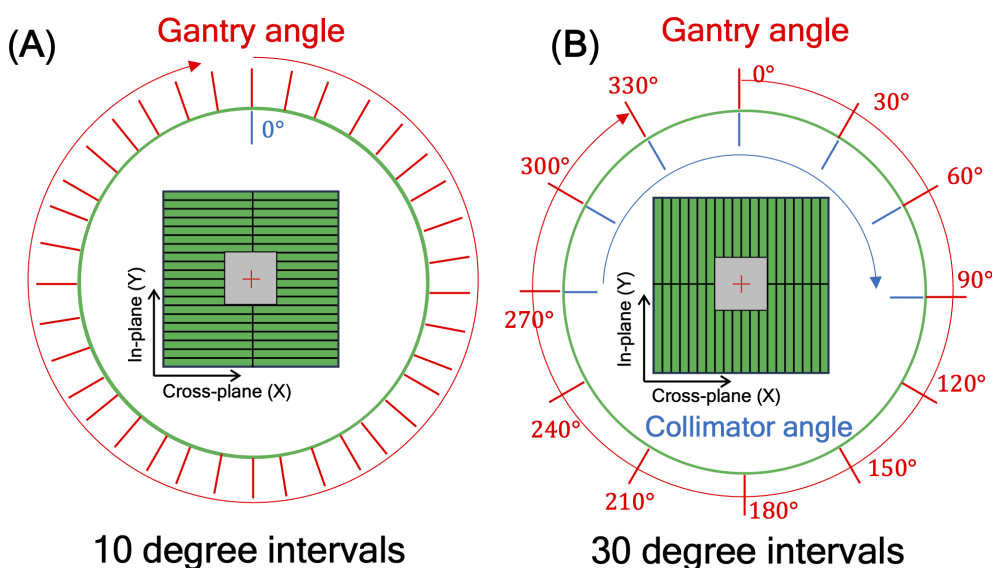 (A)
Gantry angle
0°
In-plane (Y)
Cross-plane (X)
10 degree intervals
(B)
Gantry angle
0°
30°
60°
90°
120°
150°
180°
210°
240°
270°
300°
330°
In-plane (Y)
Cross-plane (X)
Collimator angle
30 degree intervals